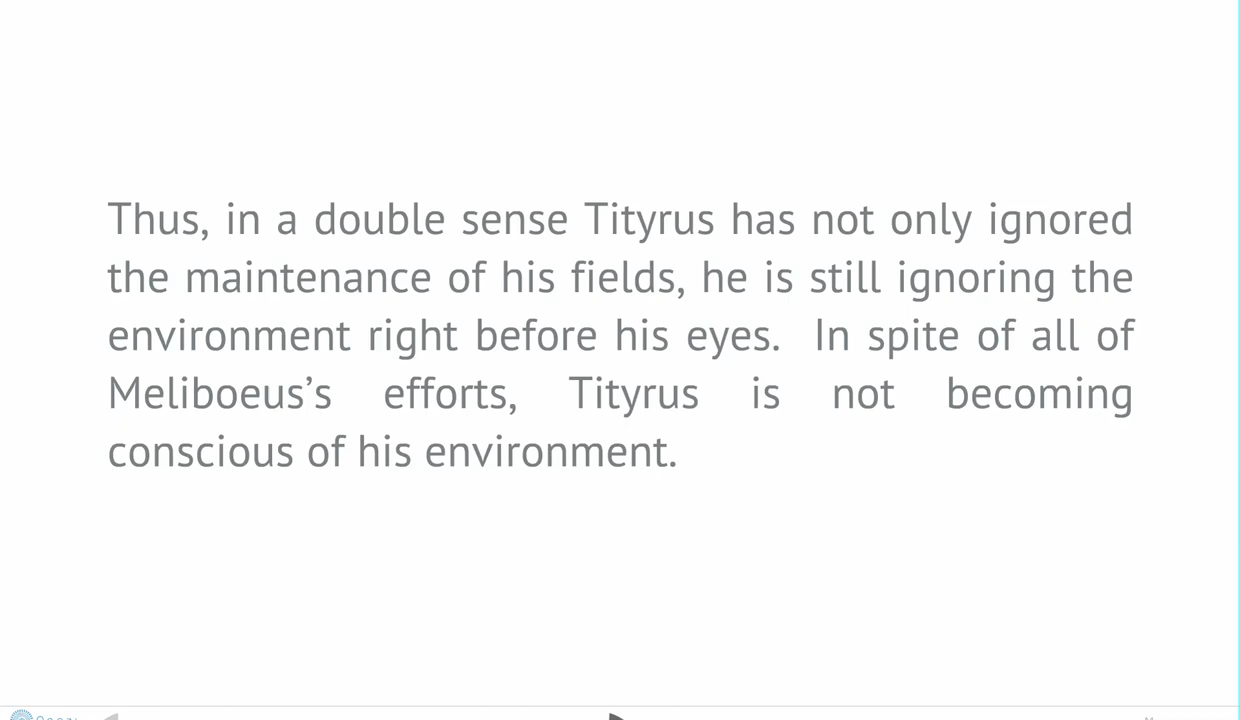 Thus, in a double sense Tityrus has not only ignored
the maintenance of his fields, he is still ignoring the
environment right before his eyes.  In spite of all of
Meliboeus’s efforts, Tityrus is not becoming
conscious of his environment.